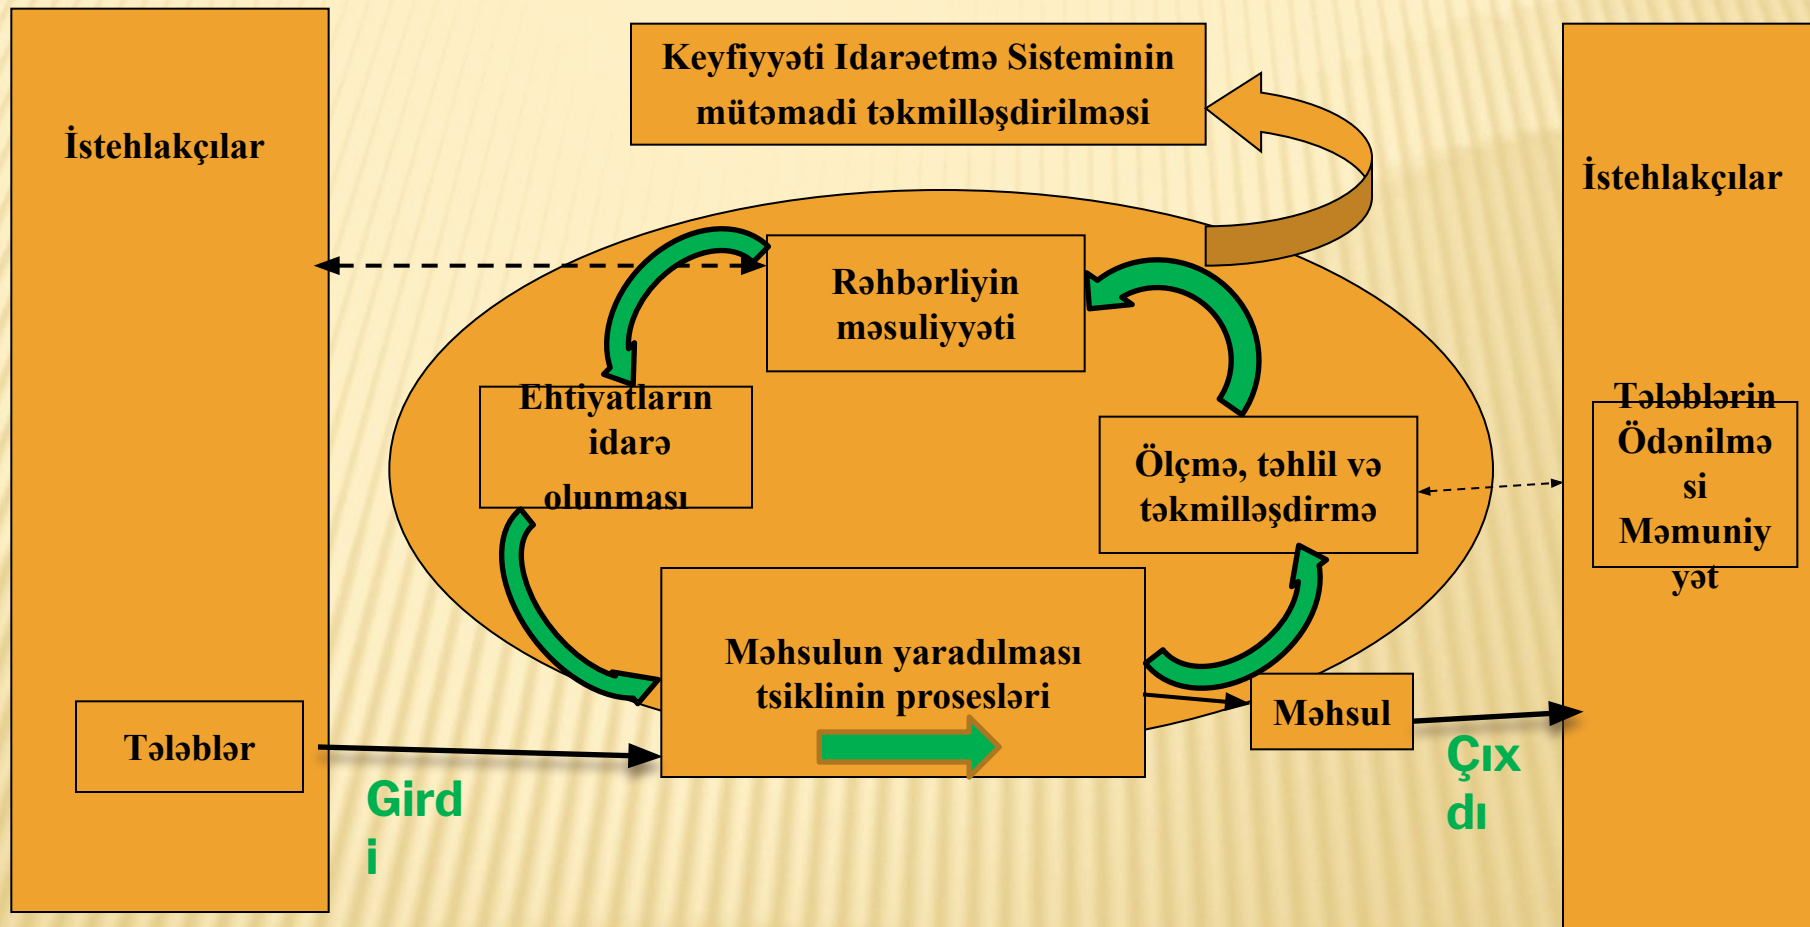 İstehlakçılar
Tələblər
Keyfiyyəti Idarəetmə Sisteminin
mütəmadi təkmilləşdirilməsi
Rəhbərliyin
məsuliyyəti
Ehtiyatların
idarə
olunması
Ölçmə, təhlil və
təkmilləşdirmə
Məhsulun yaradılması
tsiklinin prosesləri
Məhsul
Gird
i
Çıx
dı
İstehlakçılar
Tələblərin
Ödənilmə
si
Məmuniy
yət